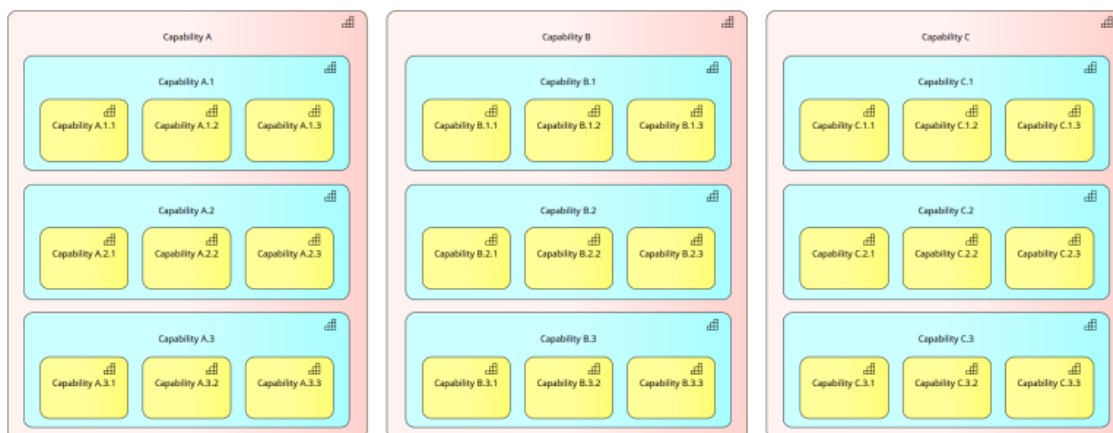 Capability A
Capability A.1
Capability A.1.1
Capability A.1.2
Capability A.1.3
Capability A.2
Capability A.2.1
Capability A.2.2
Capability A.2.3
Capability A.3
Capability A.3.1
Capability A.3.2
Capability A.3.3
Capability B
Capability B.1
Capability B.1.1
Capability B.1.2
Capability B.1.3
Capability B.2
Capability B.2.1
Capability B.2.2
Capability B.2.3
Capability B.3
Capability B.3.1
Capability B.3.2
Capability B.3.3
Capability C
Capability C.1
Capability C.1.1
Capability C.1.2
Capability C.1.3
Capability C.2
Capability C.2.1
Capability C.2.2
Capability C.2.3
Capability C.3
Capability C.3.1
Capability C.3.2
Capability C.3.3